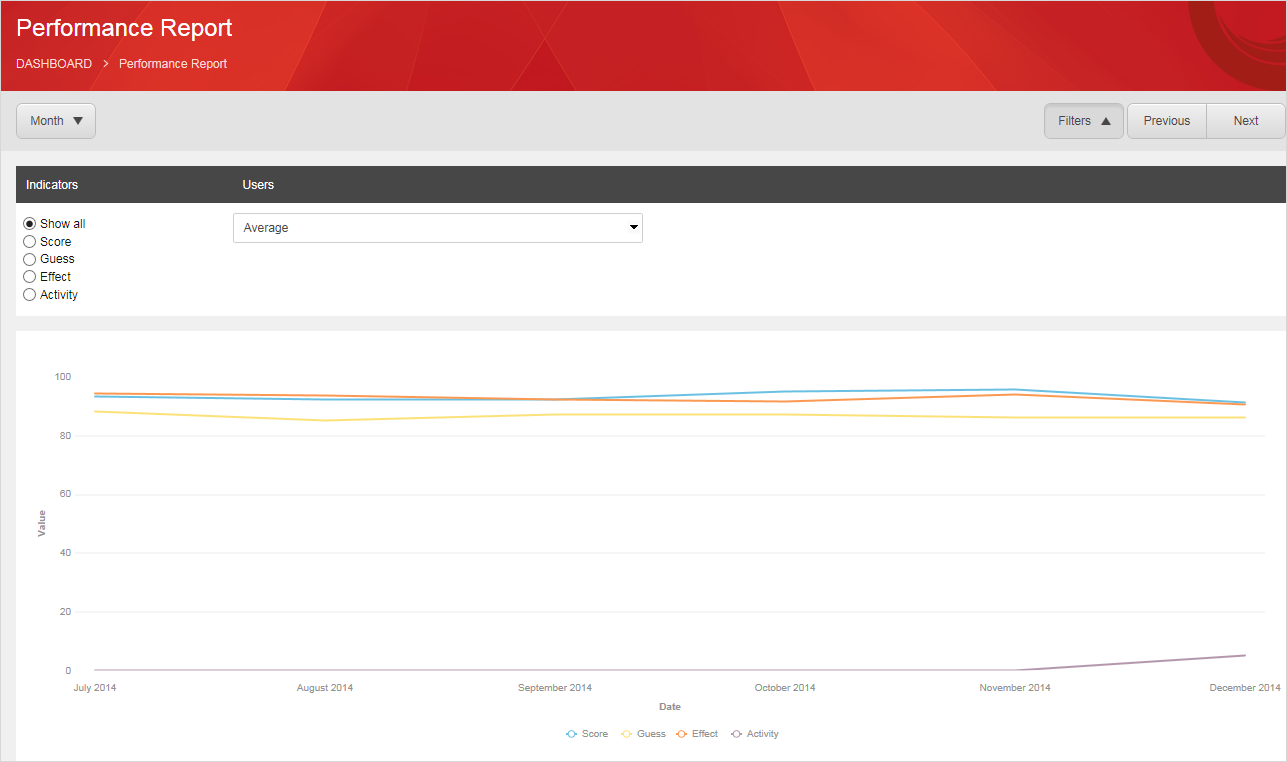 Performance Report
DASHBOARD > Performance Report
Month
Filters
Previous
Next
Indicators
Users
Show all
Score
Guess
Effect
Activity
Average
100
80
60
40
20
0
Value
July 2014
August 2014
September 2014
October 2014
November 2014
December 2014
Date
Score
Guess
Effect
Activity